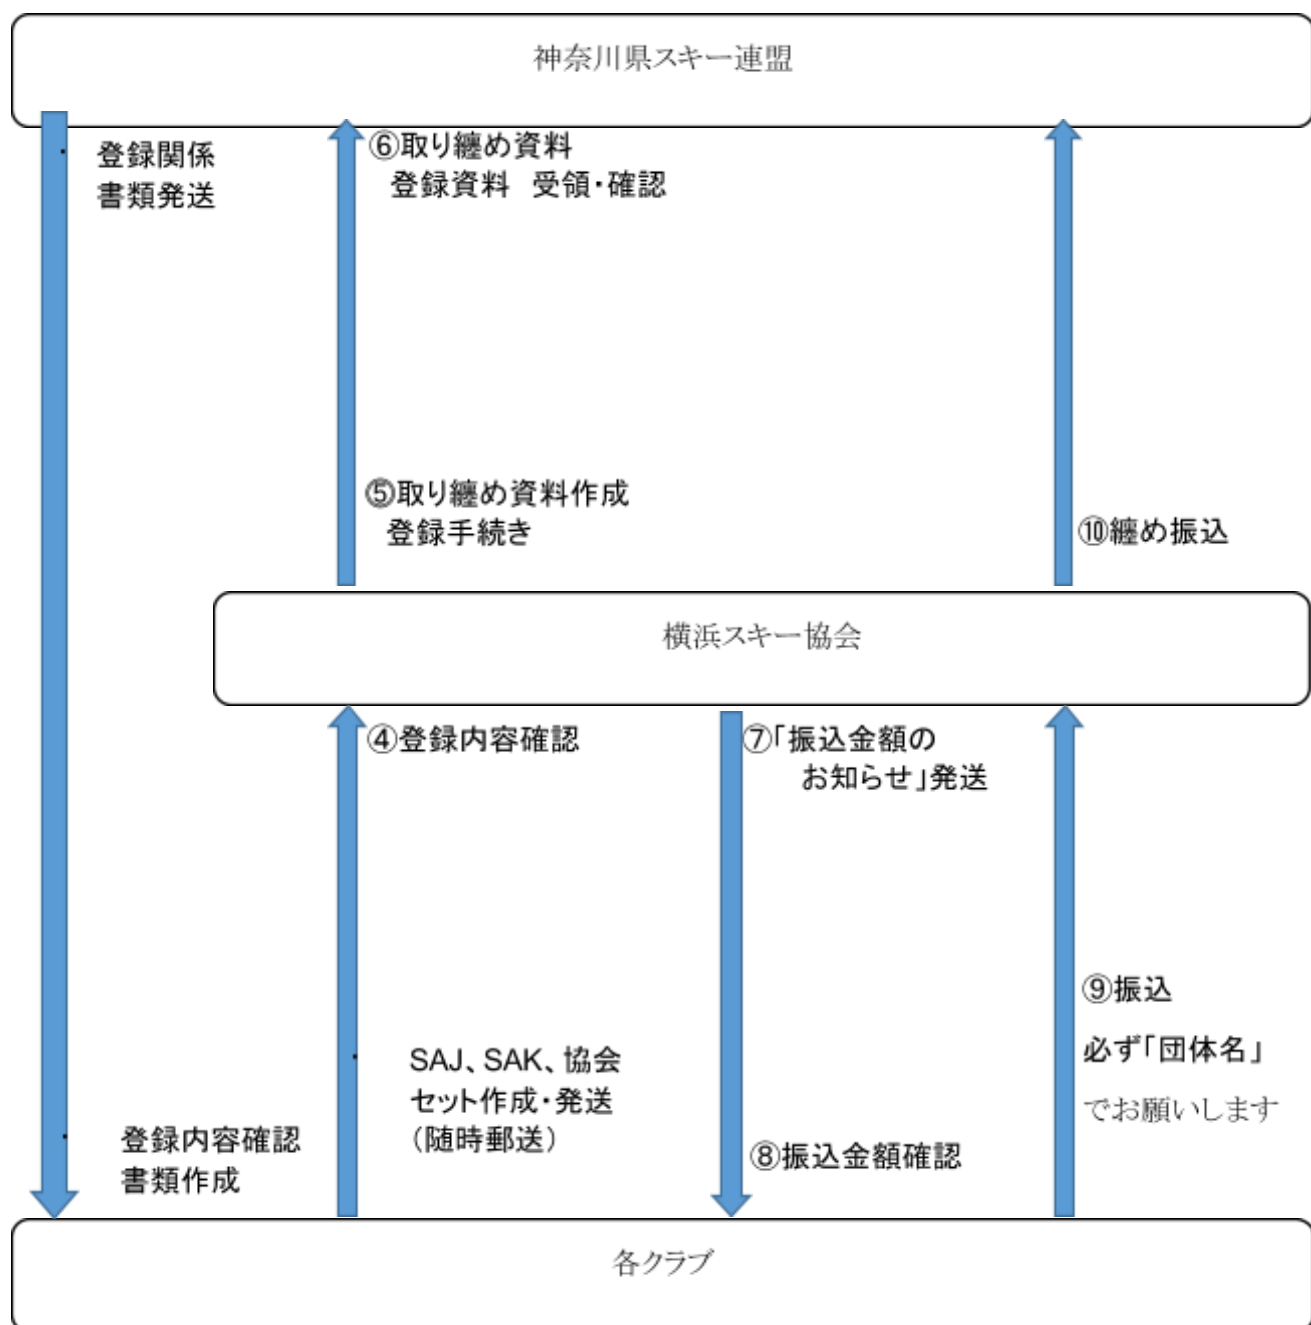 神奈川県スキー連盟
登録関係
書類発送
⑥取り纏め資料
登録資料　受領・確認
⑤取り纏め資料作成
登録手続き
⑩纏め振込
横浜スキー協会
④登録内容確認
⑦「振込金額の
お知らせ」発送
SAJ、SAK、協会
セット作成・発送
（随時郵送）
⑨振込
必ず「団体名」
でお願いします
登録内容確認
書類作成
⑧振込金額確認
各クラブ